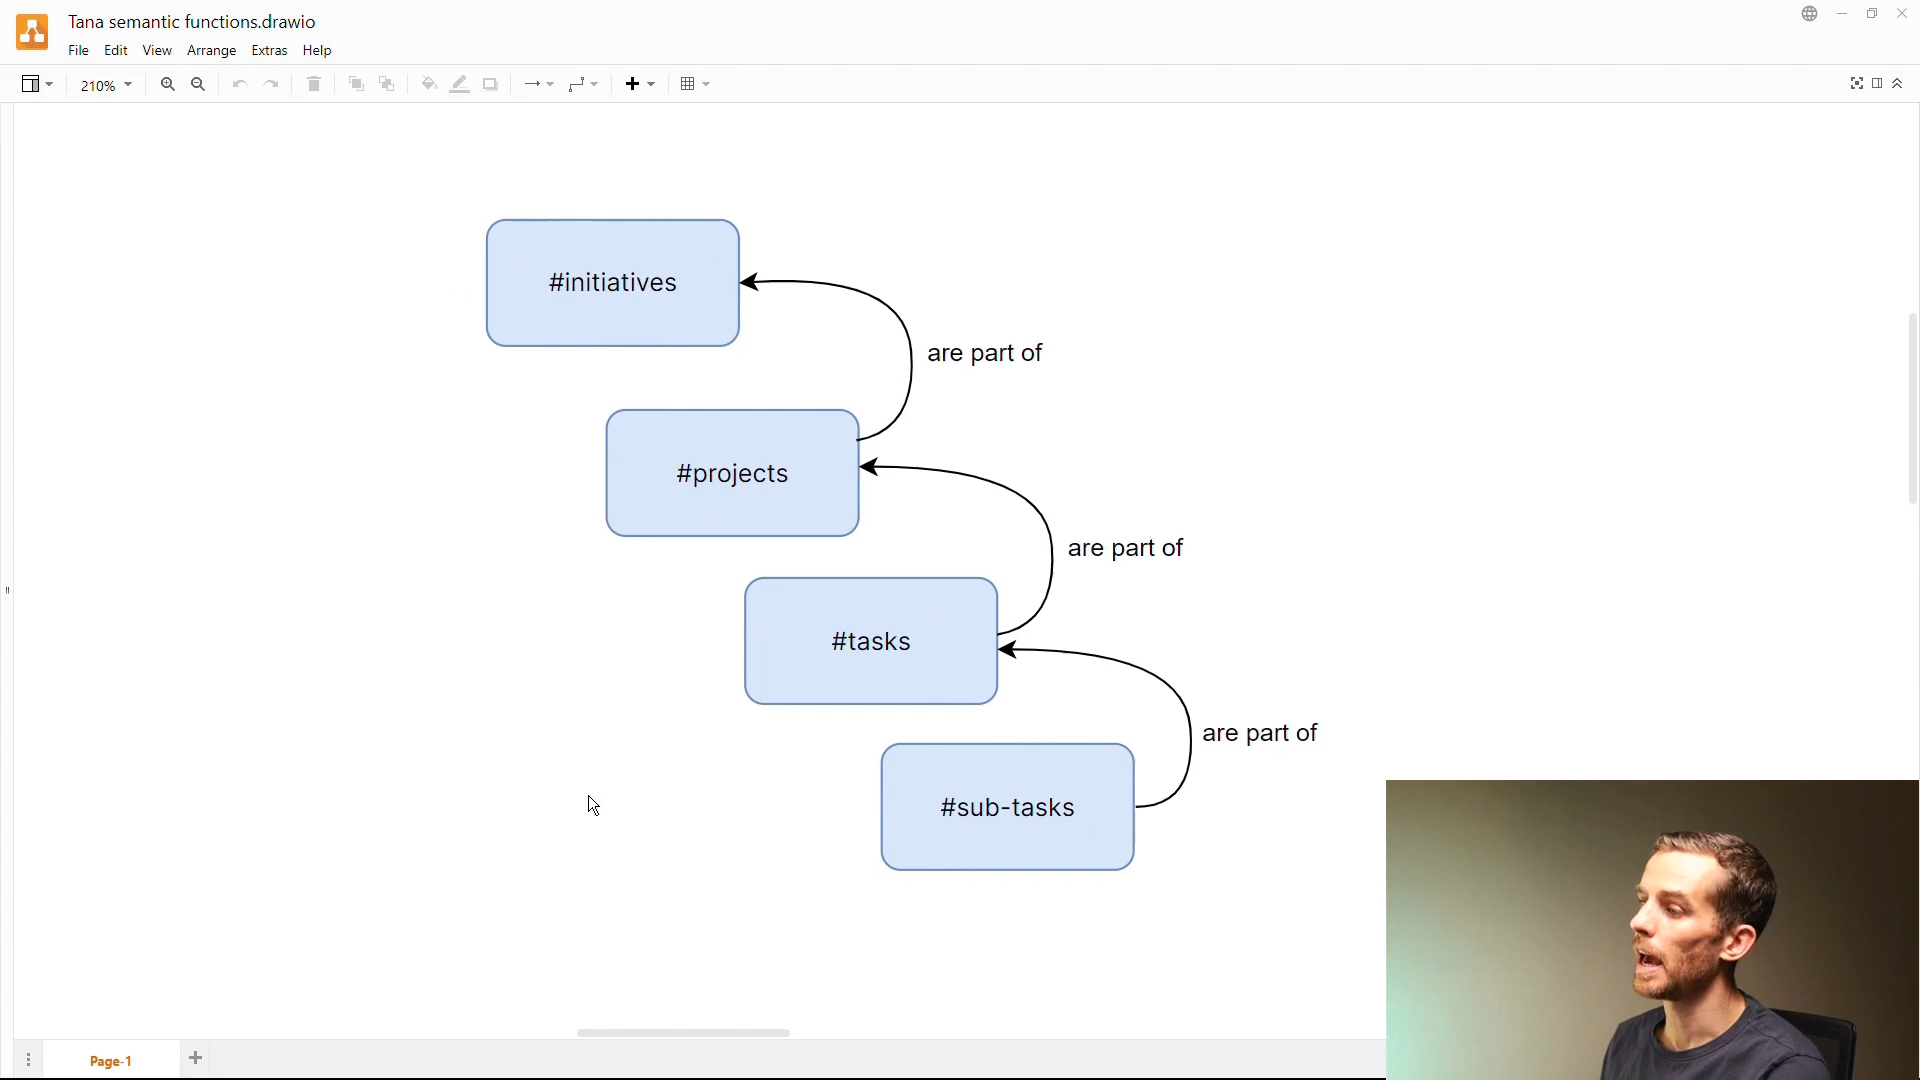 Tana semantic functions.drawio
File Edit View Arrange Extras Help
210%
#initiatives
are part of
#projects
are part of
#tasks
are part of
#sub-tasks
Page-1